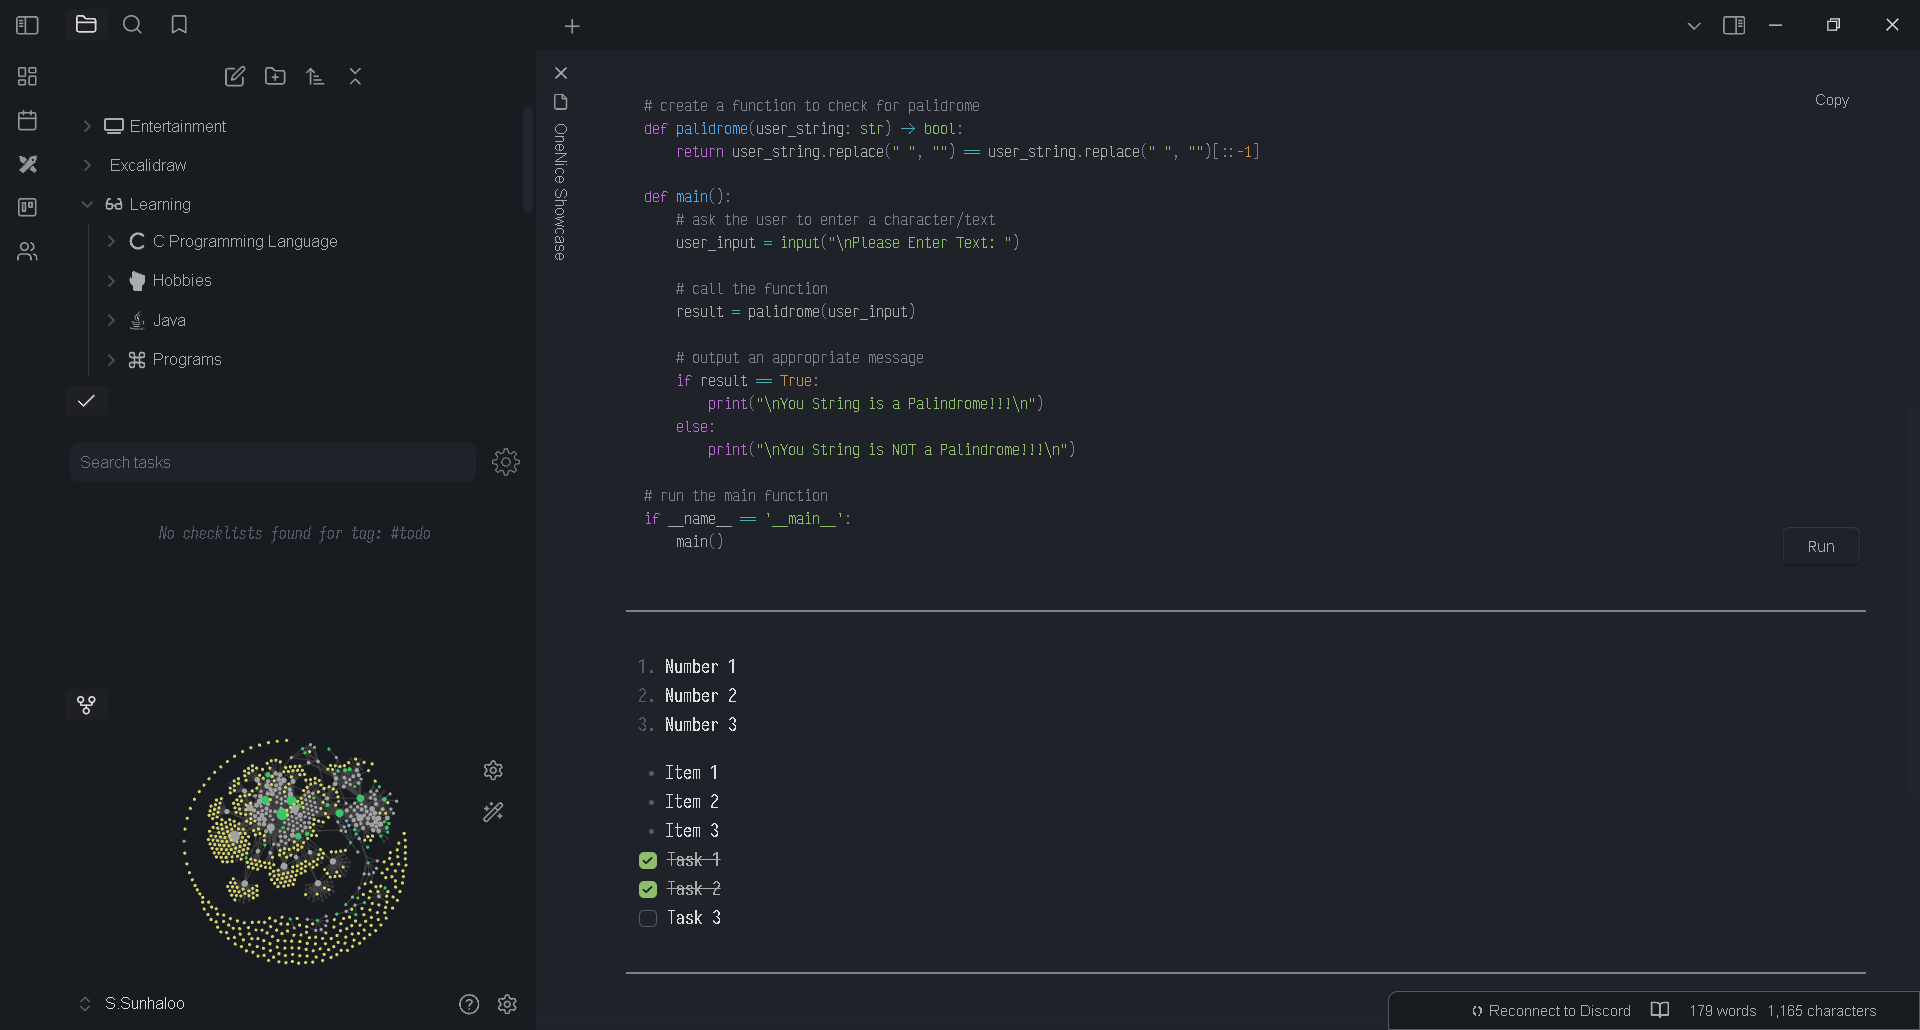 Entertainment
Excalidraw
Learning
C Programming Language
Hobbies
Java
Programs
Search tasks
No checklists found for tag: #todo
S.Sunhaloo
OneNice Showcase
Copy
# create a function to check for palidrome
def palidrome(user_string: str) -> bool:
    return user_string.replace(" ", "") == user_string.replace(" ", "")[::-1]
def main():
    # ask the user to enter a character/text
    user_input = input("\nPlease Enter Text: ")
    # call the function
    result = palidrome(user_input)
    # output an appropriate message
    if result == True:
        print("\nYou String is a Palindrome!!!\n")
    else:
        print("\nYou String is NOT a Palindrome!!!\n")
# run the main function
if __name__ == '__main__':
    main()
Run
1. Number 1
2. Number 2
3. Number 3
• Item 1
• Item 2
• Item 3
Task 1
Task 2
Task 3
Reconnect to Discord 179 words 1,165 characters